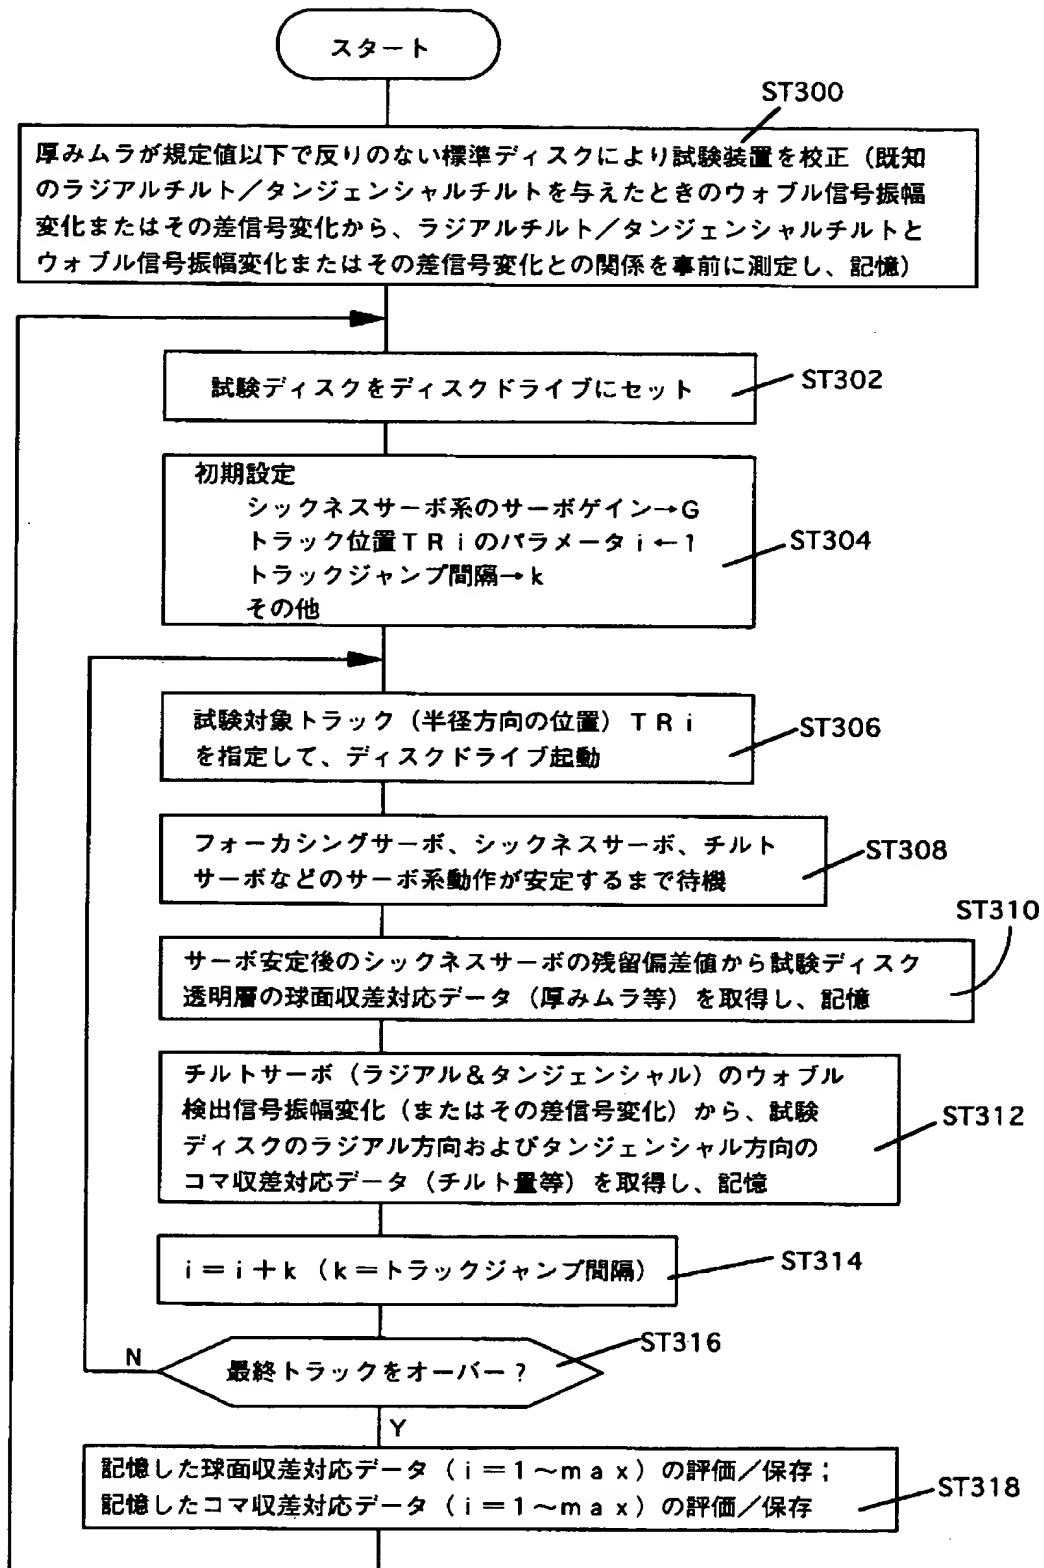 スタート
ST300
厚みムラが規定値以下で反りのない標準ディスクにより試験装置を校正（既知
のラジアルチルト／タンジェンシャルチルトを与えたときのウォブル信号振幅
変化またはその差信号変化から、ラジアルチルト／タンジェンシャルチルトと
ウォブル信号振幅変化またはその差信号変化との関係を事前に測定し、記憶）
試験ディスクをディスクドライブにセット
ST302
初期設定
シックネスサーボ系のサーボゲイン→G
トラック位置TRiのパラメータi←1
トラックジャンプ間隔→k
その他
ST304
試験対象トラック（半径方向の位置）TRi
を指定して、ディスクドライブ起動
ST306
フォーカシングサーボ、シックネスサーボ、チルト
サーボなどのサーボ系動作が安定するまで待機
ST308
ST310
サーボ安定後のシックネスサーボの残留偏差値から試験ディスク
透明層の球面収差対応データ（厚みムラ等）を取得し、記憶
チルトサーボ（ラジアル＆タンジェンシャル）のウォブル
検出信号振幅変化（またはその差信号変化）から、試験
ディスクのラジアル方向およびタンジェンシャル方向の
コマ収差対応データ（チルト量等）を取得し、記憶
ST312
i＝i＋k（k＝トラックジャンプ間隔）
ST314
ST316
N
最終トラックをオーバー？
Y
記憶した球面収差対応データ（i＝1～max）の評価／保存；
記憶したコマ収差対応データ（i＝1～max）の評価／保存
ST318